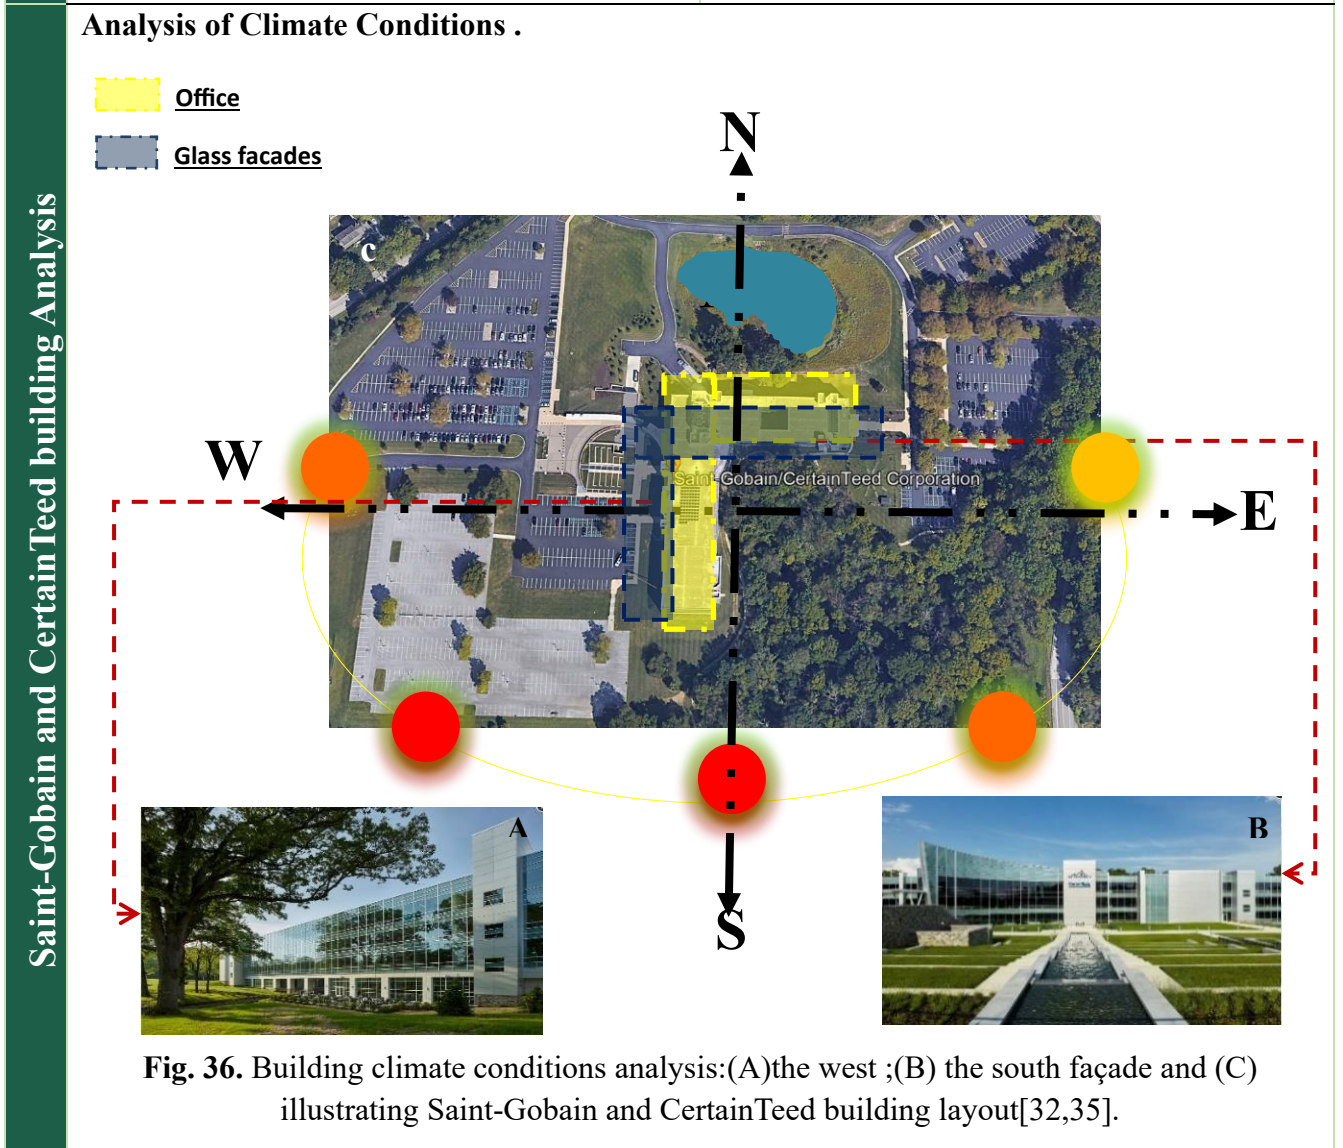 Saint-Gobain and CertainTeed building Analysis
Analysis of Climate Conditions .
Office
Glass facades
N
c
W
Saint-Gobain/CertainTeed Corporation
E
A
B
S
Fig. 36. Building climate conditions analysis:(A)the west ;(B) the south façade and (C)
illustrating Saint-Gobain and CertainTeed building layout[32,35].